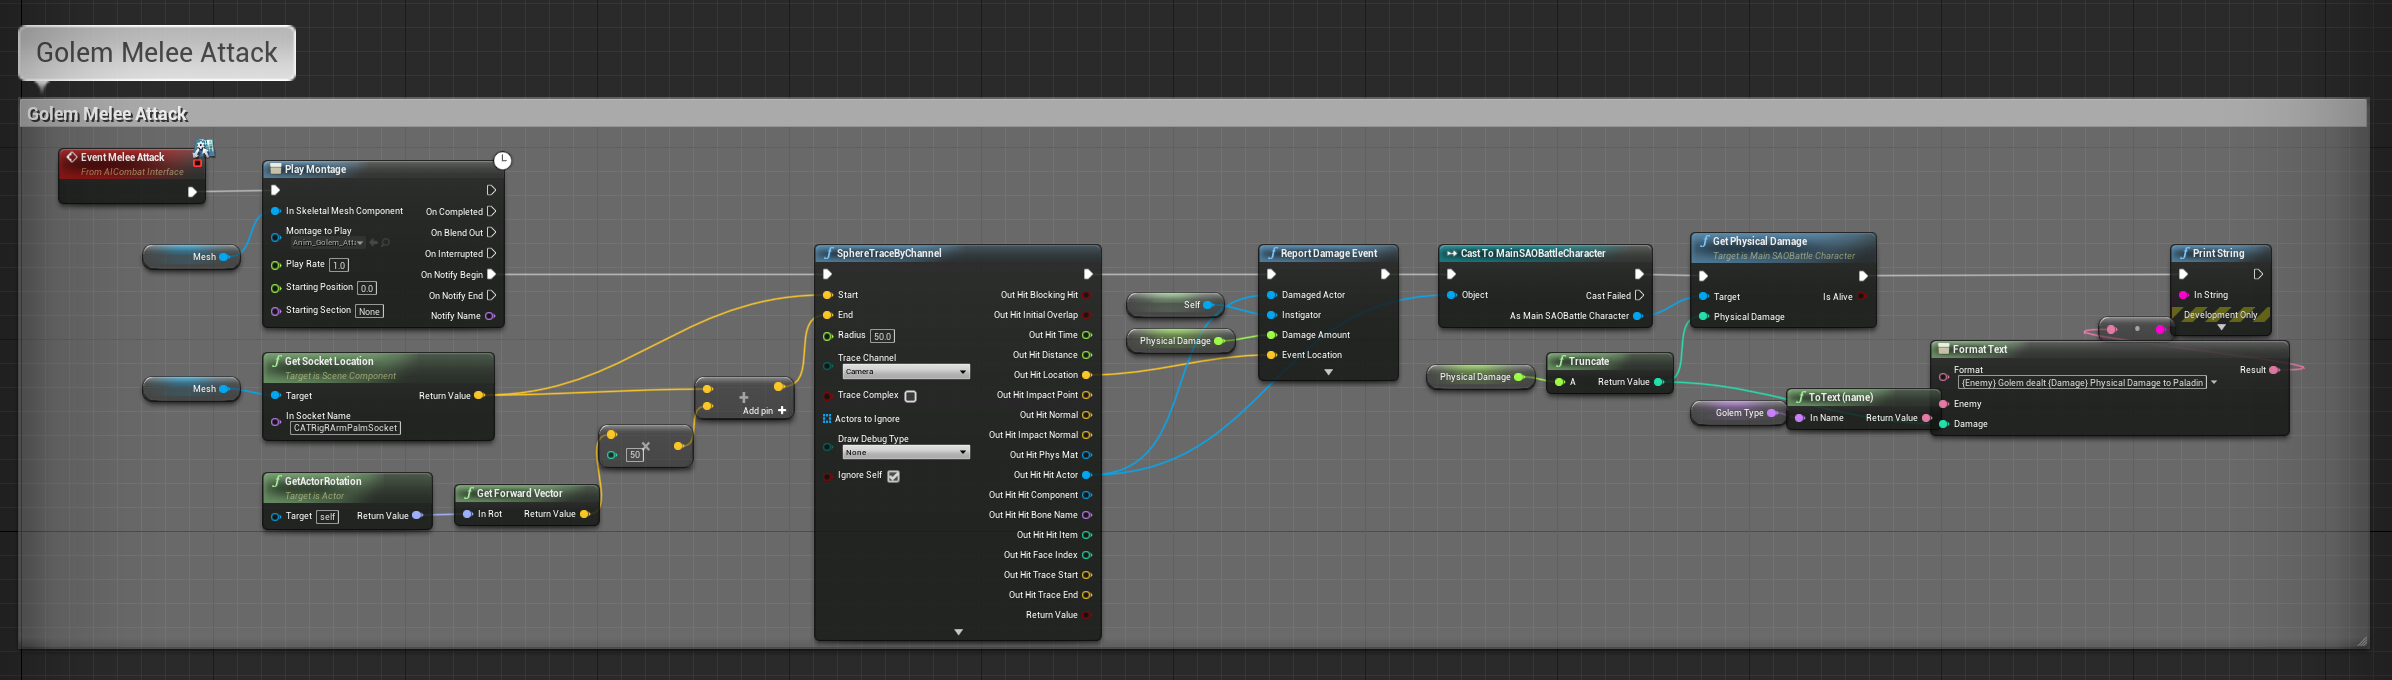 Golem Melee Attack
Golem Melee Attack
Event Melee Attack
From AICombat Interface
Mesh
Play Montage
In Skeletal Mesh Component
On Completed
Montage to Play
On Blend Out
On Interrupted
Play Rate 1.0
On Notify Begin
Starting Position 0.0
On Notify End
Starting Section None
Notify Name
Mesh
Get Socket Location
Target is Scene Component
Target
Return Value
In Socket Name
CATRigRArmPalmSocket
GetActorRotation
Target is Actor
Target self
Return Value
Get Forward Vector
In Rot
Return Value
50
Add pin
SphereTraceByChannel
Start
Out Hit Blocking Hit
End
Out Hit Initial Overlap
Radius 50.0
Out Hit Time
Trace Channel
Out Hit Distance
Camera
Out Hit Location
Trace Complex
Out Hit Impact Point
Actors to Ignore
Out Hit Normal
Draw Debug Type
Out Hit Impact Normal
None
Out Hit Phys Mat
Ignore Self
Out Hit Hit Actor
Out Hit Hit Component
Out Hit Hit Bone Name
Out Hit Hit Item
Out Hit Face Index
Out Hit Trace Start
Out Hit Trace End
Return Value
Self
Physical Damage
Report Damage Event
Damaged Actor
Instigator
Damage Amount
Event Location
Cast To MainSAOBattleCharacter
Object
Cast Failed
As Main SAOBattle Character
Physical Damage
Truncate
A
Return Value
Get Physical Damage
Target is Main SAOBattle Character
Target
Is Alive
Physical Damage
Golem Type
ToText (name)
In Name
Return Value
Format Text
Format
{Enemy} Golem dealt {Damage} Physical Damage to Paladin
Result
Enemy
Damage
Print String
In String
Development Only